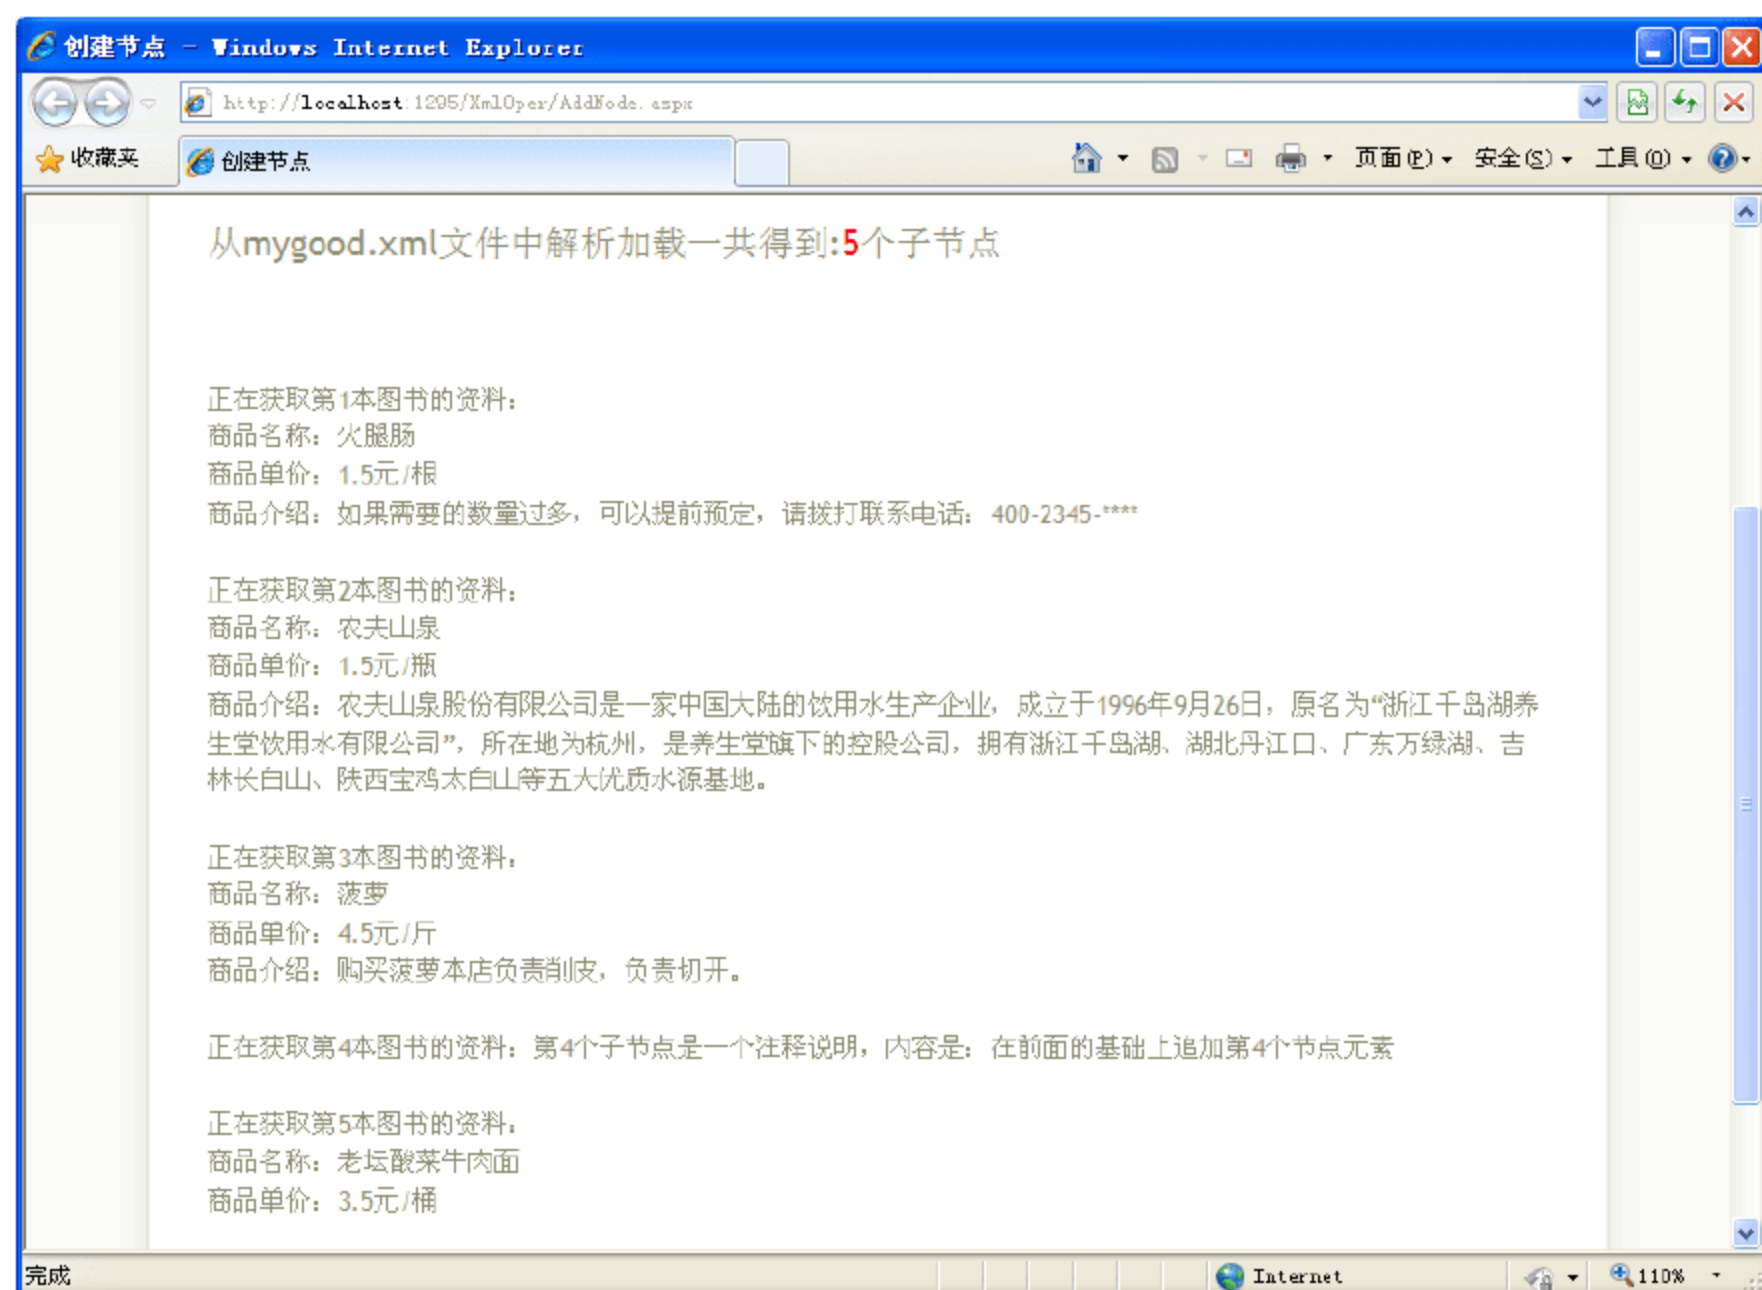 创建节点 - Windows Internet Explorer
http://localhost:1295/XmlOper/AddNode.aspx
收藏夹
创建节点
页面(P)
安全(S)
工具(O)
从mygood.xml文件中解析加载一共得到:5个子节点
正在获取第1本图书的资料：
商品名称：火腿肠
商品单价：1.5元/根
商品介绍：如果需要的数量过多，可以提前预定，请拨打联系电话：400-2345-****
正在获取第2本图书的资料：
商品名称：农夫山泉
商品单价：1.5元/瓶
商品介绍：农夫山泉股份有限公司是一家中国大陆的饮用水生产企业，成立于1996年9月26日，原名为“浙江千岛湖养
生堂饮用水有限公司”，所在地为杭州，是养生堂旗下的控股公司，拥有浙江千岛湖、湖北丹江口、广东万绿湖、吉
林长白山、陕西宝鸡太白山等五大优质水源基地。
正在获取第3本图书的资料：
商品名称：菠萝
商品单价：4.5元/斤
商品介绍：购买菠萝本店负责削皮，负责切开。
正在获取第4本图书的资料：第4个子节点是一个注释说明，内容是：在前面的基础上追加第4个节点元素
正在获取第5本图书的资料：
商品名称：老坛酸菜牛肉面
商品单价：3.5元/桶
完成
Internet
110%